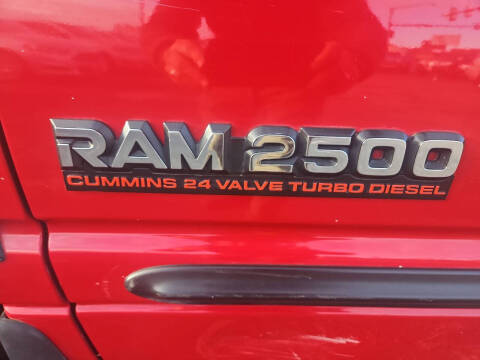 RAM 2500
CUMMINS 24 VALVE TURBO DIESEL